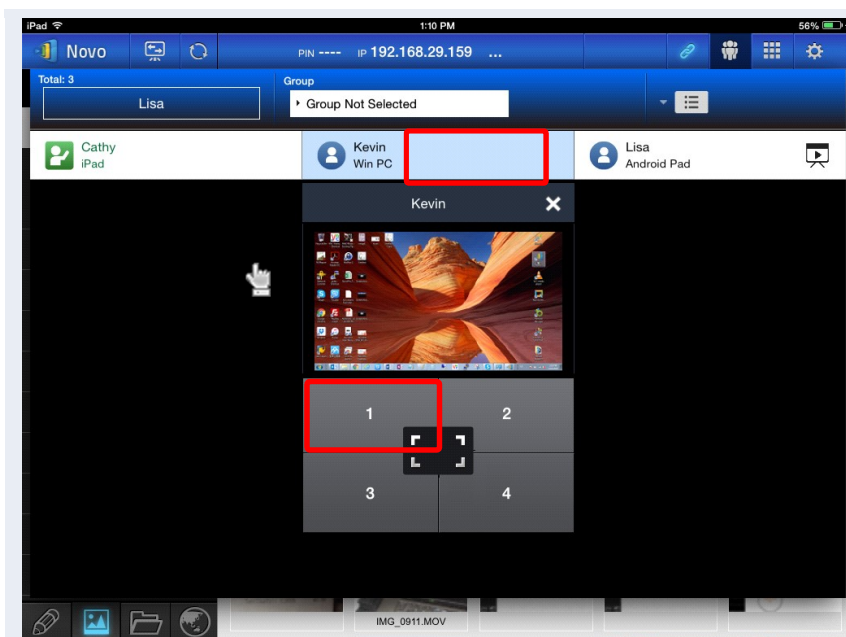 iPad 1:10 PM 56%
Novo PIN ---- IP 192.168.29.159 ...
Total: 3 Group
Lisa Group Not Selected
Cathy Kevin Lisa
iPad Win PC Android Pad
Kevin
1 2
3 4
IMG_0911.MOV